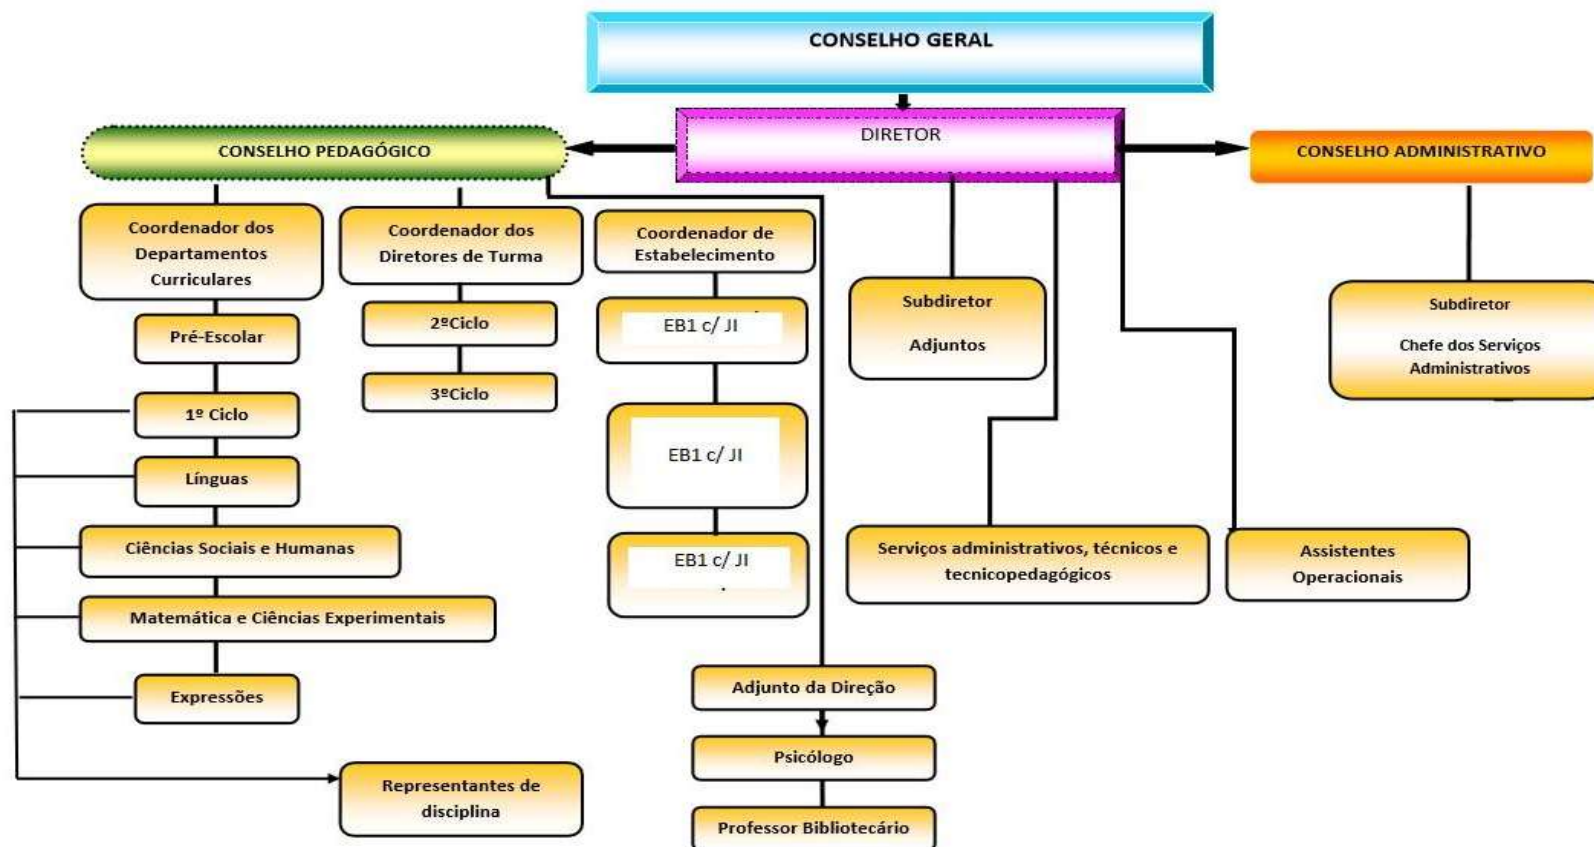 CONSELHO GERAL
DIRETOR
CONSELHO PEDAGÓGICO
CONSELHO ADMINISTRATIVO
Coordenador dos
Departamentos
Curriculares
Pré-Escolar
1º Ciclo
Línguas
Ciências Sociais e Humanas
Matemática e Ciências Experimentais
Expressões
Representantes de
disciplina
Coordenador dos
Diretores de Turma
2ºCiclo
3ºCiclo
Coordenador de
Estabelecimento
EB1 c/ JI
EB1 c/ JI
EB1 c/ JI
Adjunto da Direção
Psicólogo
Professor Bibliotecário
Subdiretor
Adjuntos
Serviços administrativos, técnicos e
tecnicopedagógicos
Assistentes
Operacionais
Subdiretor
Chefe dos Serviços
Administrativos